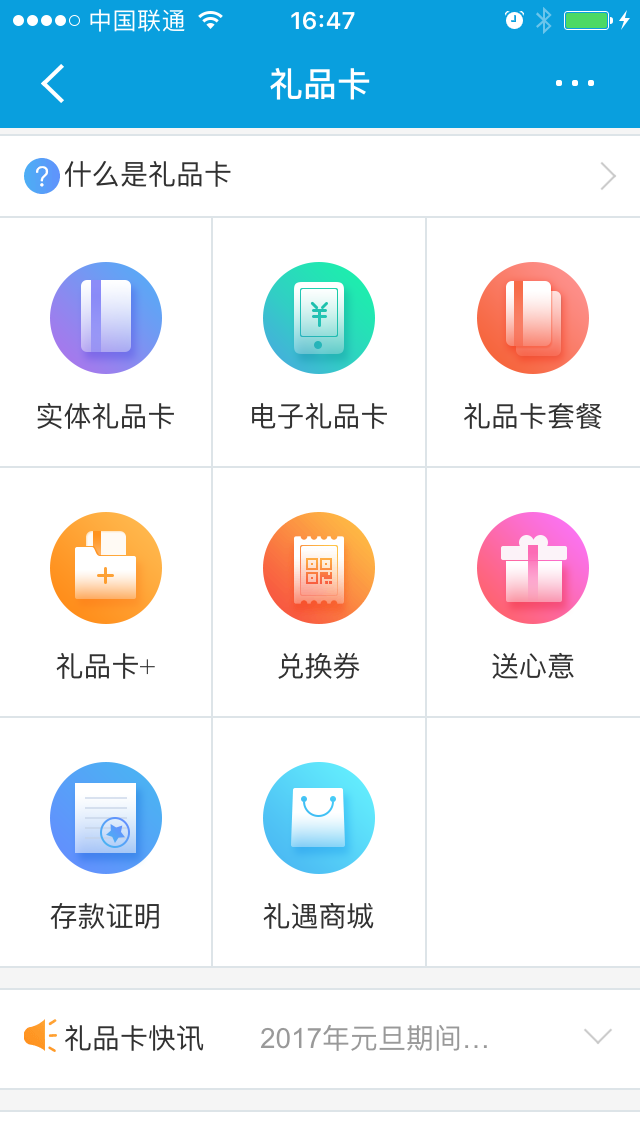 中国联通 16:47
礼品卡
什么是礼品卡
实体礼品卡 电子礼品卡 礼品卡套餐
礼品卡+ 兑换券 送心意
存款证明 礼遇商城
礼品卡快讯 2017年元旦期间...